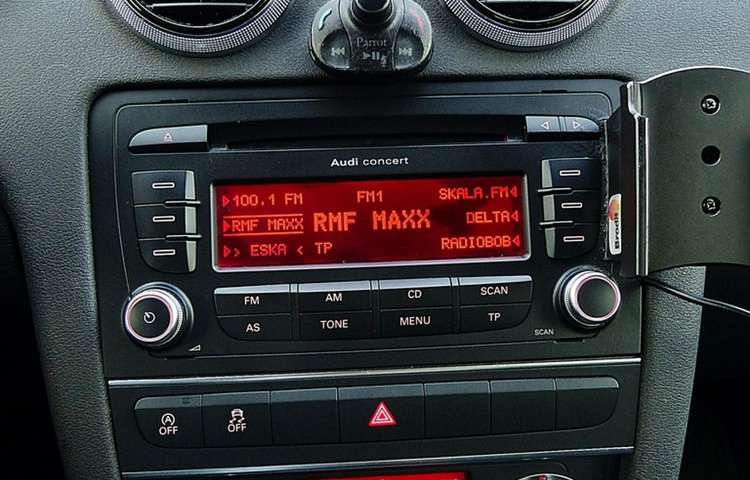 Parrot
Audi concert
100.1 FM FM1 SKALA.FM
RMF MAXX RMF MAXX DELTA
> ESKA < TP RADIOBOB
Brodit
FM AM CD SCAN
AS TONE MENU TP
SCAN
A OFF OFF